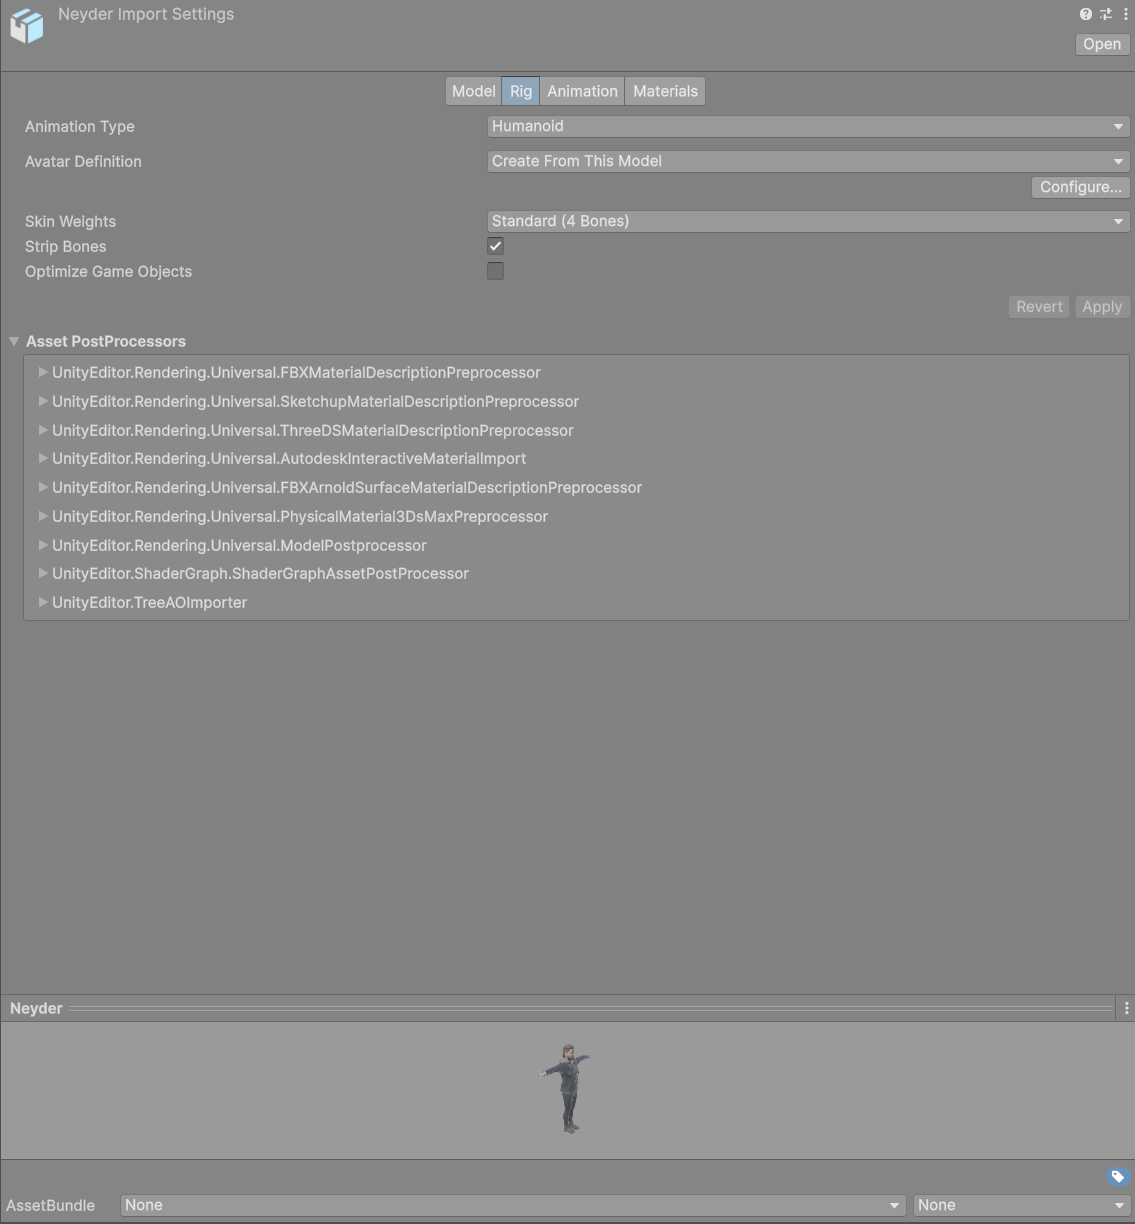 Neyder Import Settings
Open
Model Rig Animation Materials
Animation Type Humanoid
Avatar Definition Create From This Model
Configure...
Skin Weights Standard (4 Bones)
Strip Bones
Optimize Game Objects
Revert Apply
Asset PostProcessors
UnityEditor.Rendering.Universal.FBXMaterialDescriptionPreprocessor
UnityEditor.Rendering.Universal.SketchupMaterialDescriptionPreprocessor
UnityEditor.Rendering.Universal.ThreeDSMaterialDescriptionPreprocessor
UnityEditor.Rendering.Universal.AutodeskInteractiveMaterialImport
UnityEditor.Rendering.Universal.FBXArnoldSurfaceMaterialDescriptionPreprocessor
UnityEditor.Rendering.Universal.PhysicalMaterial3DsMaxPreprocessor
UnityEditor.Rendering.Universal.ModelPostprocessor
UnityEditor.ShaderGraph.ShaderGraphAssetPostProcessor
UnityEditor.TreeAOImporter
Neyder
AssetBundle None None